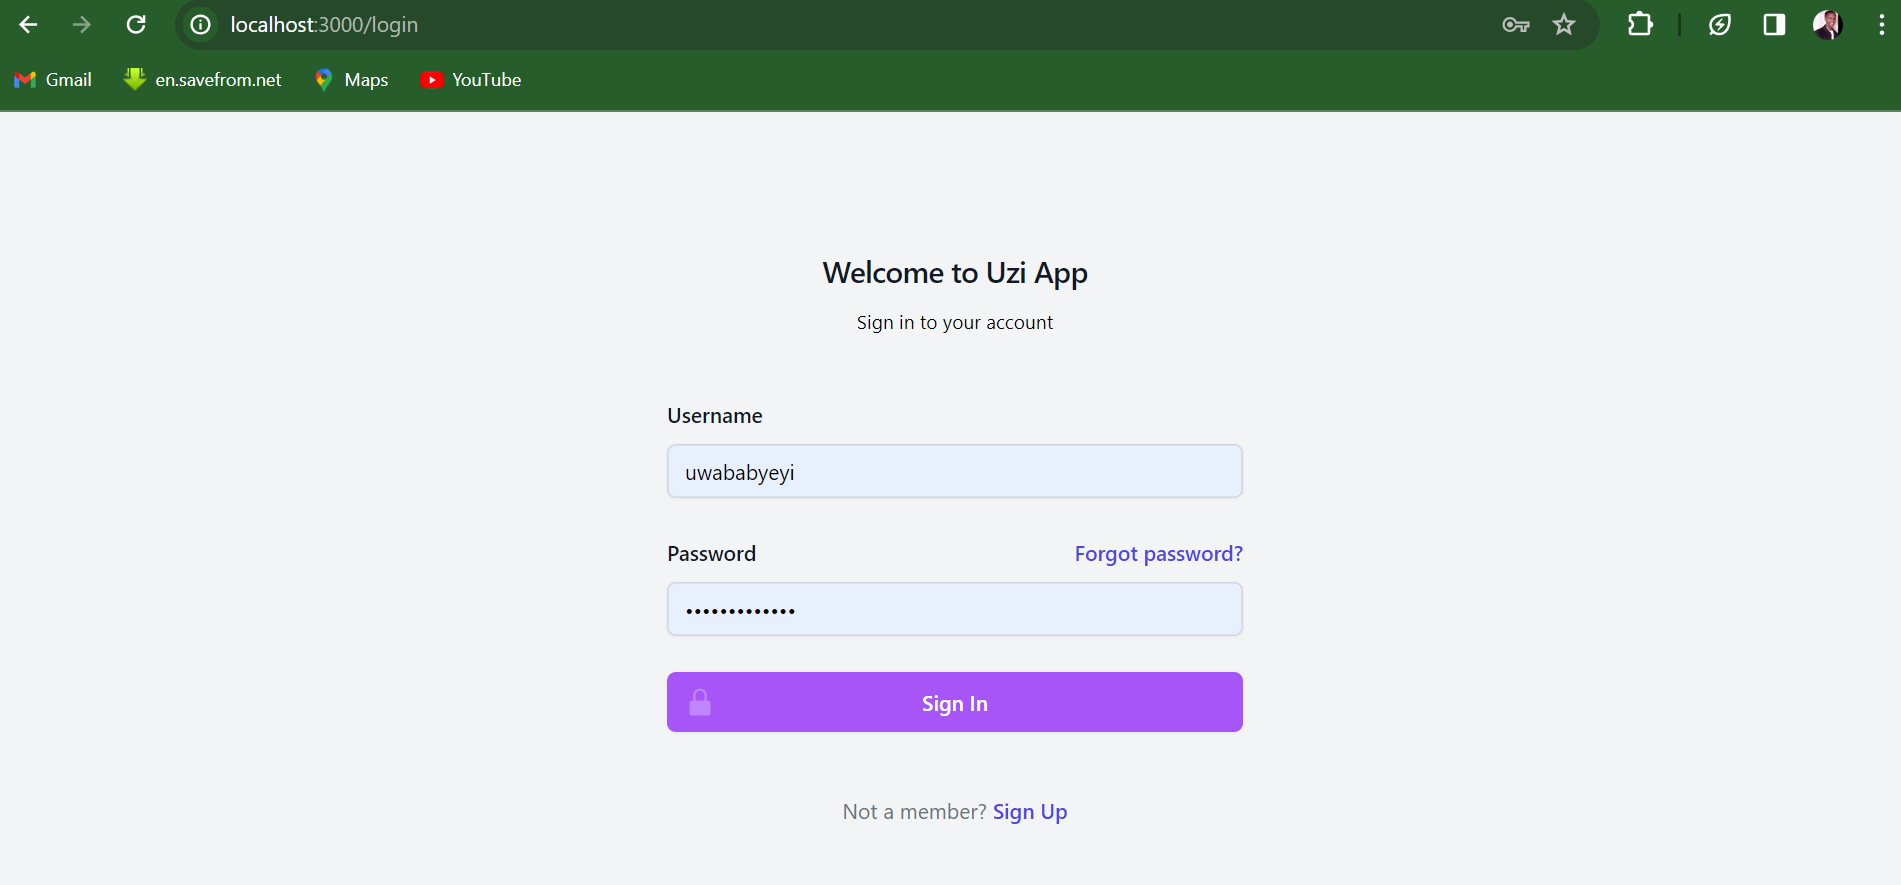 localhost:3000/login
Gmail en.savefrom.net Maps YouTube
Welcome to Uzi App
Sign in to your account
Username
uwababyeyi
Password Forgot password?
•••••••••••••
Sign In
Not a member? Sign Up